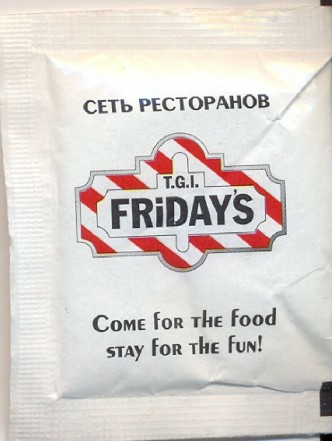 СЕТЬ РЕСТОРАНОВ
T.G.I.
FRiDAY'S
COME FOR THE FOOD
STAY FOR THE FUN!